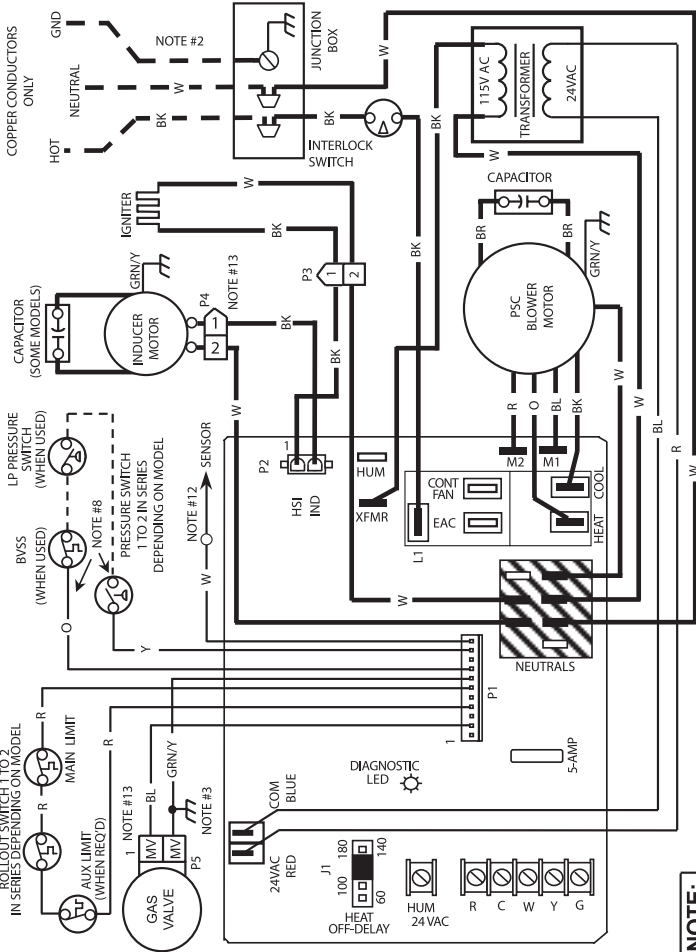 COPPER CONDUCTORS
ONLY
HOT
NEUTRAL
GND
BK
W
NOTE #2
JUNCTION
BOX
BK
INTERLOCK
SWITCH
W
BK
115V AC
TRANSFORMER
24VAC
W
CAPACITOR
BR
BR
PSC
BLOWER
MOTOR
GRN/Y
R
O
BL
BK
W
W
BL
R
W
IGNITER
W
BK
P3
1
2
BK
BK
CAPACITOR
(SOME MODELS)
INDUCER
MOTOR
GRN/Y
P4
1
2
NOTE #13
BK
W
LP PRESSURE
SWITCH
(WHEN USED)
BVSS
(WHEN USED)
NOTE #8
PRESSURE SWITCH
1 TO 2 IN SERIES
DEPENDING ON MODEL
O
Y
NOTE #12
W
SENSOR
P2
1
HSI
IND
HUM
XFMR
L1
CONT
FAN
EAC
M2
M1
HEAT
COOL
W
NEUTRALS
ROLLOUT SWITCH 1 TO 2
IN SERIES DEPENDING ON MODEL
MAIN LIMIT
R
R
R
AUX LIMIT
(WHEN REQ'D)
NOTE #13
BL
GRN/Y
NOTE #3
1
MV
MV
P5
GAS
VALVE
1
P1
DIAGNOSTIC
LED
5-AMP
COM
BLUE
24VAC
RED
J1
100
180
60
140
HEAT
OFF-DELAY
HUM
24 VAC
R
C
W
Y
G
NOTE: